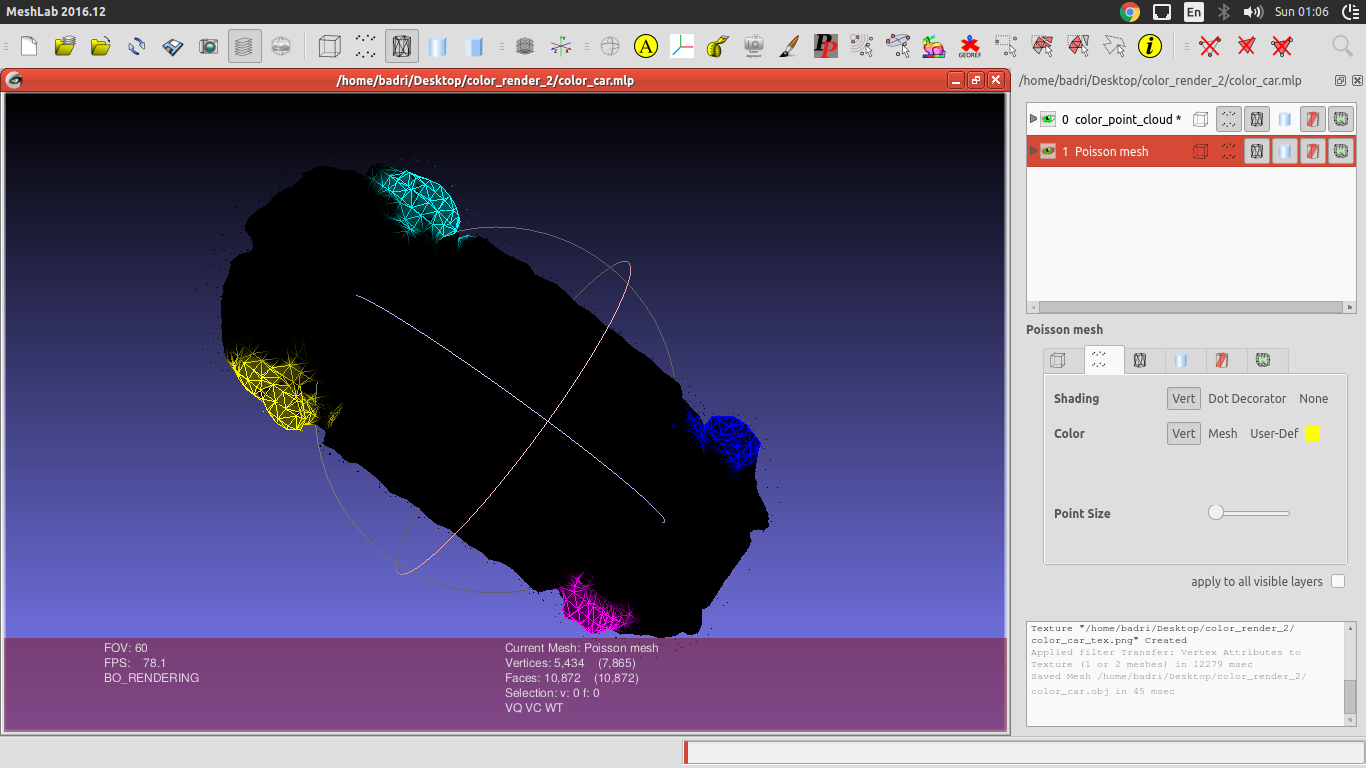 MeshLab 2016.12
En
Sun 01:06
A
PP
GEOREF
i
/home/badri/Desktop/color_render_2/color_car.mlp
/home/badri/Desktop/color_render_2/color_car.mlp
0 color_point_cloud *
1 Poisson mesh
Poisson mesh
Shading Vert Dot Decorator None
Color Vert Mesh User-Def
Point Size
apply to all visible layers
Texture "/home/badri/Desktop/color_render_2/
color_car_tex.png" Created
Applied filter Transfer: Vertex Attributes to
Texture (1 or 2 meshes) in 12279 msec
Saved Mesh /home/badri/Desktop/color_render_2/
color_car.obj in 45 msec
FOV: 60
FPS: 78.1
BO_RENDERING
Current Mesh: Poisson mesh
Vertices: 5,434 (7,865)
Faces: 10,872 (10,872)
Selection: v: 0 f: 0
VQ VC WT